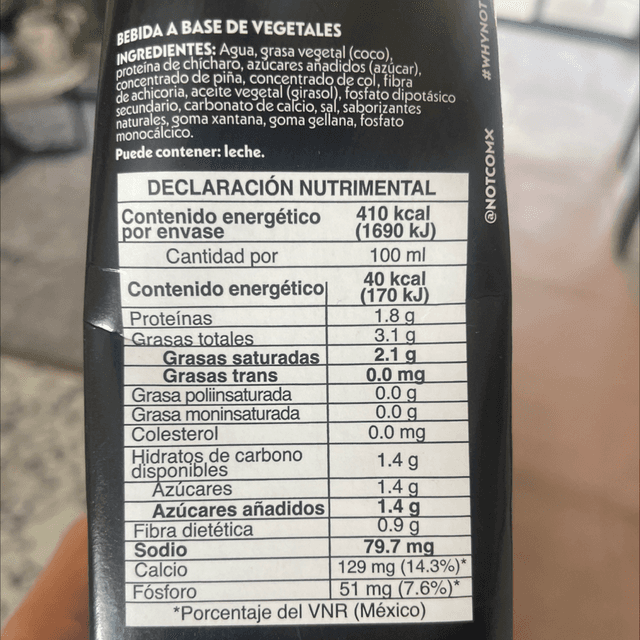 BEBIDA A BASE DE VEGETALES
INGREDIENTES: Agua, grasa vegetal (coco),
proteína de chícharo, azúcares añadidos (azúcar),
concentrado de piña, concentrado de col, fibra
de achicoria, aceite vegetal (girasol), fosfato dipotásico
secundario, carbonato de calcio, sal, saborizantes
naturales, goma xantana, goma gellana, fosfato
monocálcico.
Puede contener: leche.
DECLARACIÓN NUTRIMENTAL
Contenido energético por envase 410 kcal (1690 kJ)
Cantidad por 100 ml
Contenido energético 40 kcal (170 kJ)
Proteínas 1.8 g
Grasas totales 3.1 g
Grasas saturadas 2.1 g
Grasas trans 0.0 mg
Grasa poliinsaturada 0.0 g
Grasa moninsaturada 0.0 g
Colesterol 0.0 mg
Hidratos de carbono disponibles 1.4 g
Azúcares 1.4 g
Azúcares añadidos 1.4 g
Fibra dietética 0.9 g
Sodio 79.7 mg
Calcio 129 mg (14.3%)*
Fósforo 51 mg (7.6%)*
*Porcentaje del VNR (México)
@NOTCOMX #WHYNOT